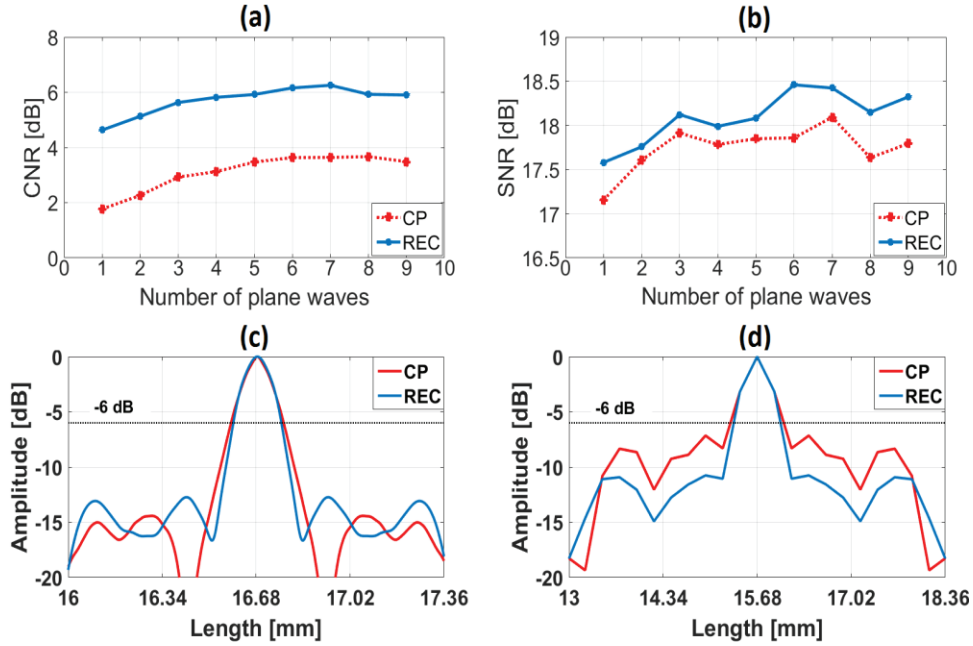 (a)
8
6
4
2
0
CNR [dB]
CP
REC
0 1 2 3 4 5 6 7 8 9 10
Number of plane waves
(b)
19
18.5
18
17.5
17
16.5
SNR [dB]
CP
REC
0 1 2 3 4 5 6 7 8 9 10
Number of plane waves
(c)
0
-5
-10
-15
-20
Amplitude [dB]
-6 dB
CP
REC
16 16.34 16.68 17.02 17.36
Length [mm]
(d)
0
-5
-10
-15
-20
Amplitude [dB]
-6 dB
CP
REC
13 14.34 15.68 17.02 18.36
Length [mm]